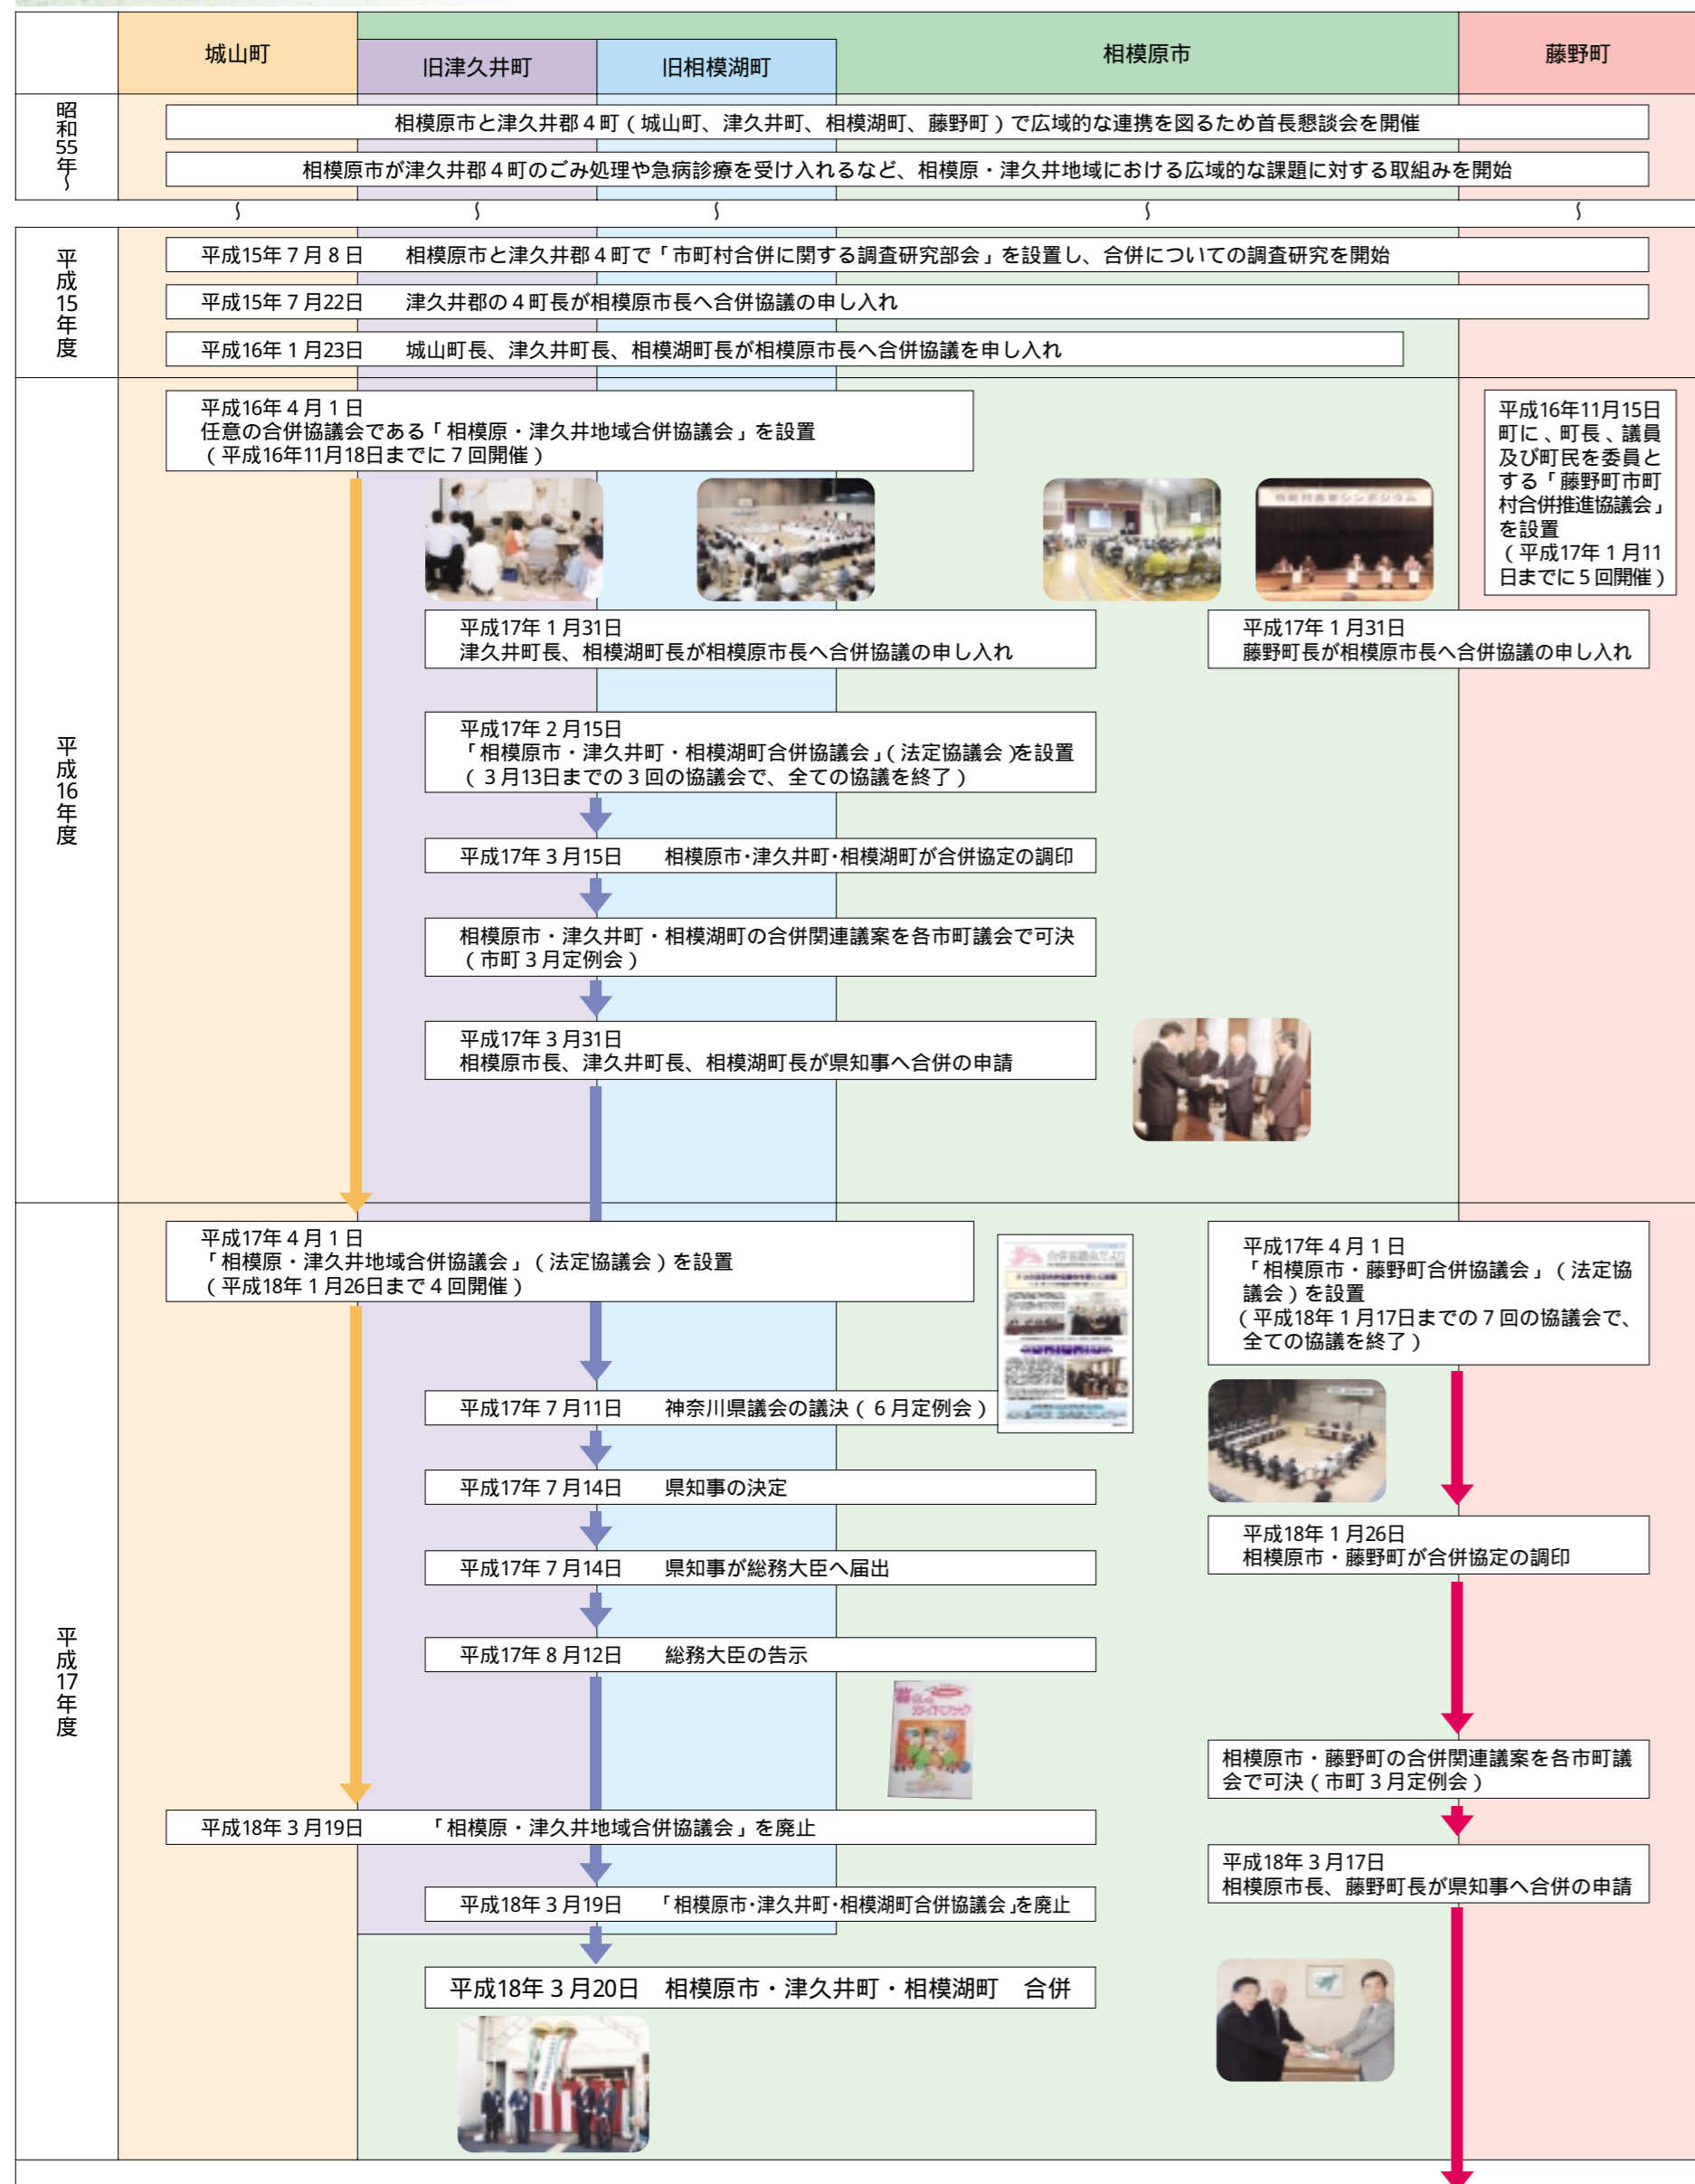 城山町
旧津久井町
旧相模湖町
相模原市
藤野町
昭和55年〜
相模原市と津久井郡4町(城山町、津久井町、相模湖町、藤野町)で広域的な連携を図るため首長懇談会を開催
相模原市が津久井郡4町のごみ処理や急病診療を受け入れるなど、相模原・津久井地域における広域的な課題に対する取組みを開始
〜 〜 〜 〜 〜
平成15年度
平成15年7月8日 相模原市と津久井郡4町で「市町村合併に関する調査研究部会」を設置し、合併についての調査研究を開始
平成15年7月22日 津久井郡の4町長が相模原市長へ合併協議の申し入れ
平成16年1月23日 城山町長、津久井町長、相模湖町長が相模原市長へ合併協議を申し入れ
平成16年度
平成16年4月1日
任意の合併協議会である「相模原・津久井地域合併協議会」を設置
(平成16年11月18日までに7回開催)
平成16年11月15日
町に、町長、議員
及び町民を委員と
する「藤野町市町
村合併推進協議会」
を設置
(平成17年1月11
日までに5回開催)
市町村合併シンポジウム
平成17年1月31日
津久井町長、相模湖町長が相模原市長へ合併協議の申し入れ
平成17年1月31日
藤野町長が相模原市長へ合併協議の申し入れ
平成17年2月15日
「相模原市・津久井町・相模湖町合併協議会」(法定協議会)を設置
(3月13日までの3回の協議会で、全ての協議を終了)
平成17年3月15日 相模原市・津久井町・相模湖町が合併協定の調印
相模原市・津久井町・相模湖町の合併関連議案を各市町議会で可決
(市町3月定例会)
平成17年3月31日
相模原市長、津久井町長、相模湖町長が県知事へ合併の申請
平成17年度
平成17年4月1日
「相模原・津久井地域合併協議会」(法定協議会)を設置
(平成18年1月26日まで4回開催)
合併協議会だより
平成17年4月1日
「相模原市・藤野町合併協議会」(法定協
議会)を設置
(平成18年1月17日までの7回の協議会で、
全ての協議を終了)
平成17年7月11日 神奈川県議会の議決(6月定例会)
平成17年7月14日 県知事の決定
平成17年7月14日 県知事が総務大臣へ届出
平成17年8月12日 総務大臣の告示
平成18年1月26日
相模原市・藤野町が合併協定の調印
暮らしの
ガイドブック
相模原市・藤野町の合併関連議案を各市町議
会で可決(市町3月定例会)
平成18年3月19日 「相模原・津久井地域合併協議会」を廃止
平成18年3月17日
相模原市長、藤野町長が県知事へ合併の申請
平成18年3月19日 「相模原市・津久井町・相模湖町合併協議会」を廃止
平成18年3月20日 相模原市・津久井町・相模湖町 合併